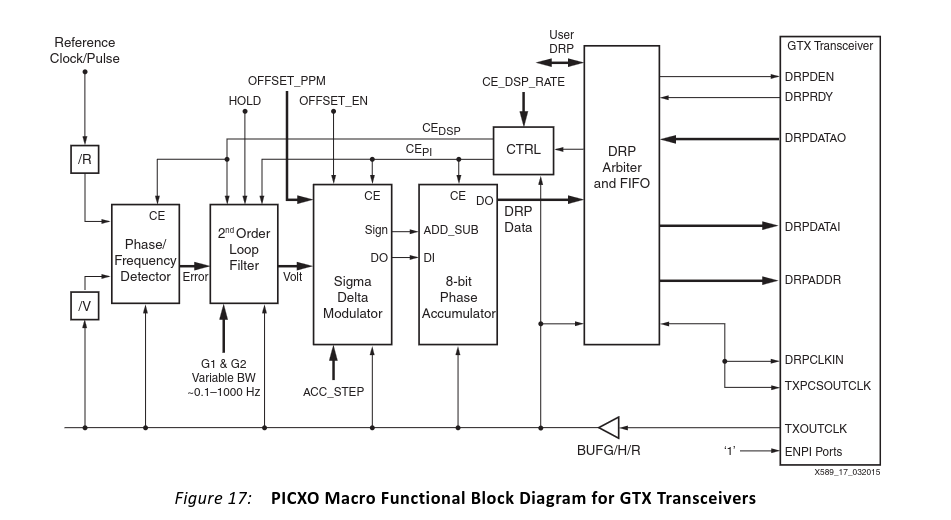 Reference
Clock/Pulse
/R
/V
OFFSET_PPM
HOLD
OFFSET_EN
CEDSP
CEPI
User
DRP
CE_DSP_RATE
CTRL
CE
Phase/
Frequency
Detector
Error
2nd Order
Loop
Filter
Volt
G1 & G2
Variable BW
~0.1–1000 Hz
CE
Sign
DO
Sigma
Delta
Modulator
ACC_STEP
CE
DO
ADD_SUB
DI
8-bit
Phase
Accumulator
DRP
Data
DRP
Arbiter
and FIFO
GTX Transceiver
DRPDEN
DRPRDY
DRPDATAO
DRPDATAI
DRPADDR
DRPCLKIN
TXPCSOUTCLK
TXOUTCLK
ENPI Ports
‘1’
BUFG/H/R
X589_17_032015
Figure 17: PICXO Macro Functional Block Diagram for GTX Transceivers